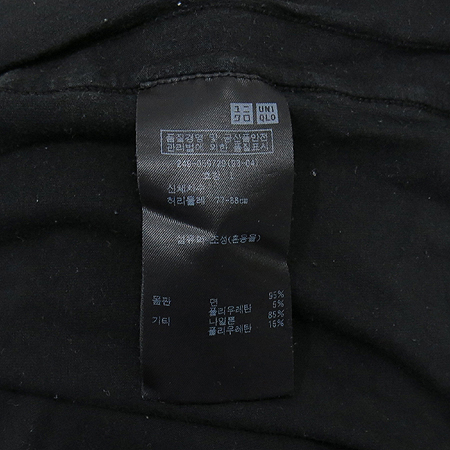 ユニクロ UNIQLO
품질경영 및 공산품안전
관리법에 의한 품질표시
호칭 L
신체치수
허리둘레 77-88cm
섬유의 조성(혼용율)
몸판 면 95%
폴리우레탄 5%
기타 나일론 85%
폴리우레탄 15%